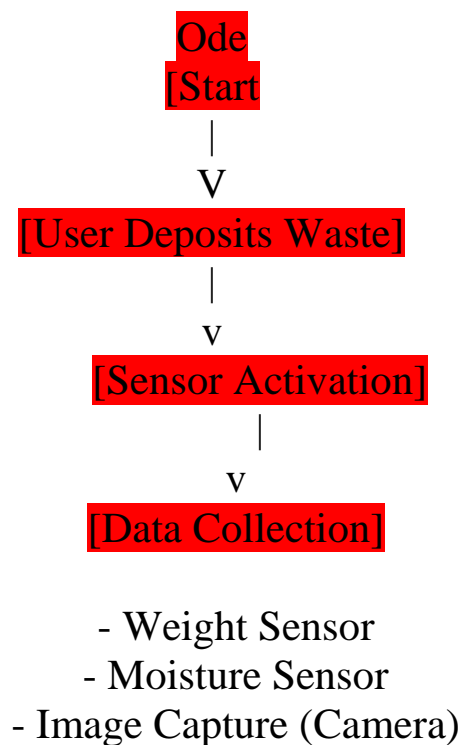 Ode
[Start
|
V
[User Deposits Waste]
|
v
[Sensor Activation]
|
v
[Data Collection]
- Weight Sensor
- Moisture Sensor
- Image Capture (Camera)